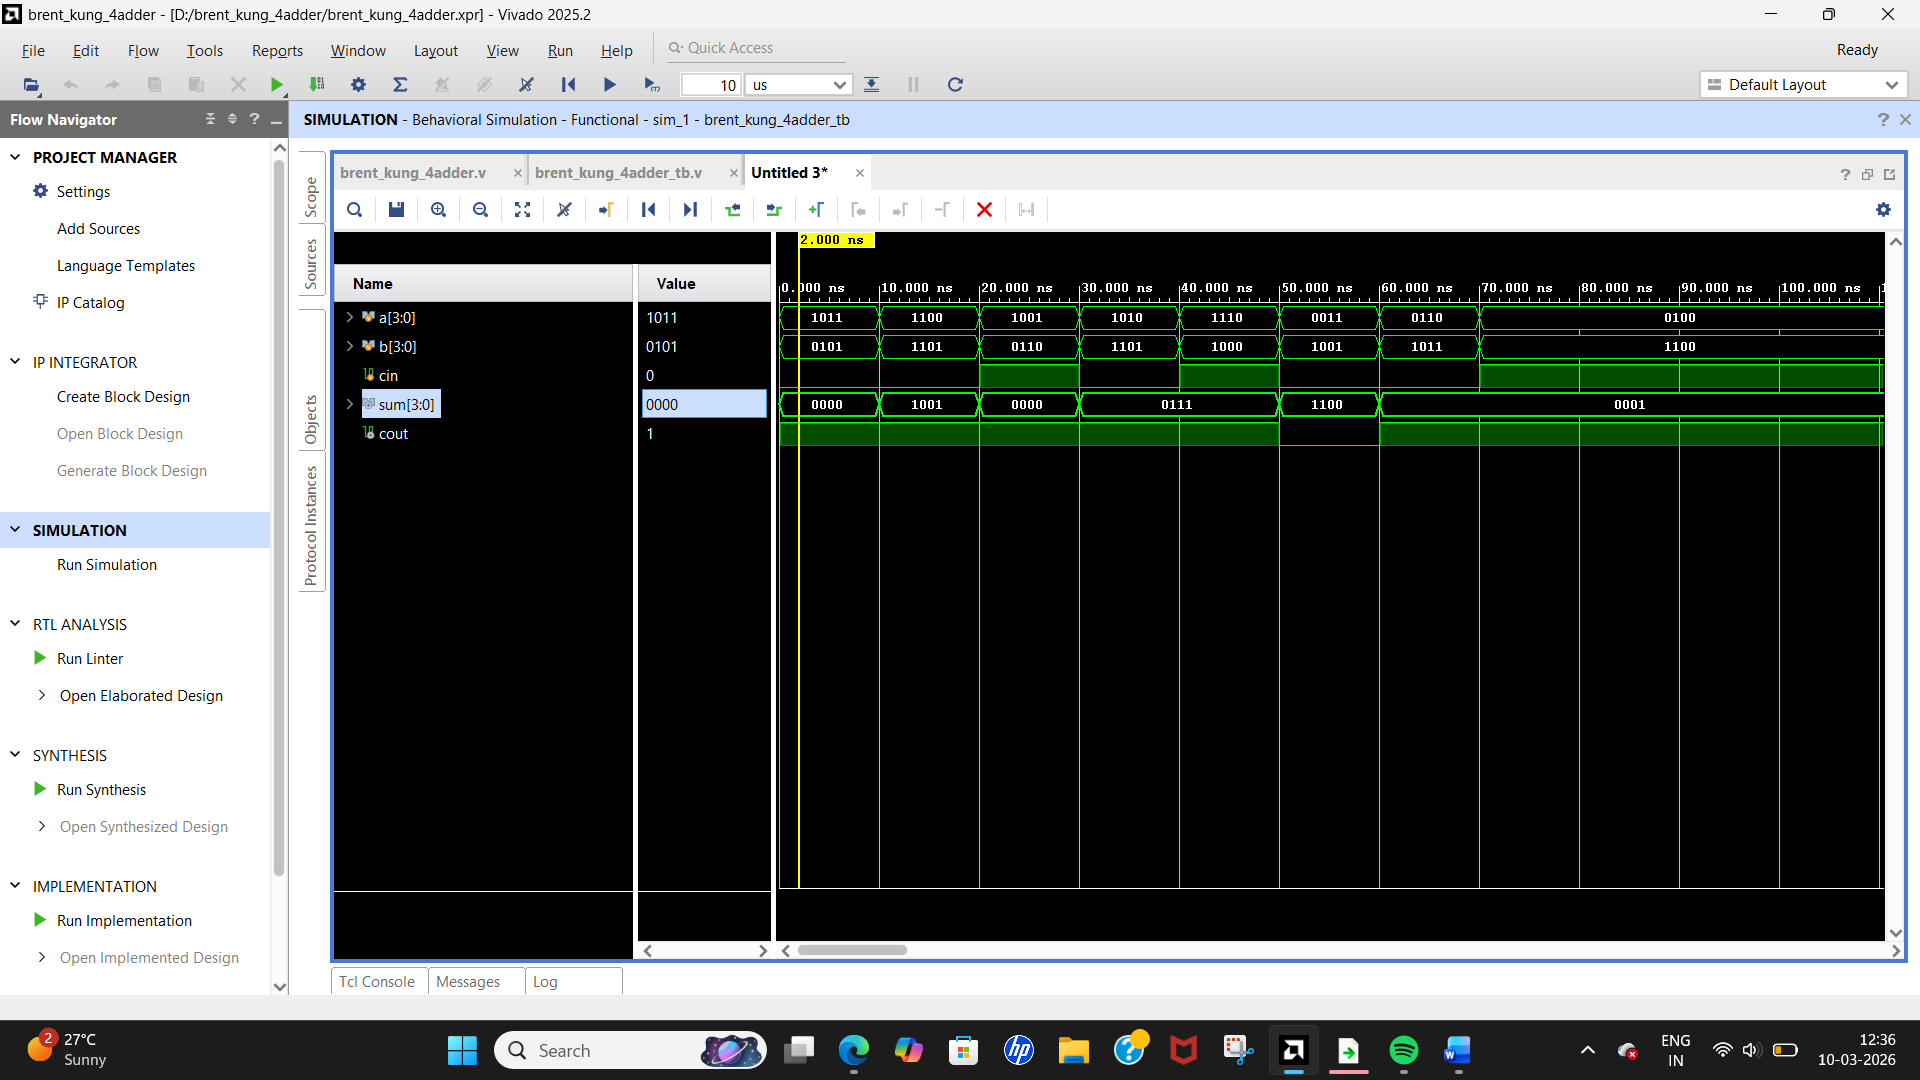 brent_kung_4adder - [D:/brent_kung_4adder/brent_kung_4adder.xpr] - Vivado 2025.2
File Edit Flow Tools Reports Window Layout View Run Help Quick Access Ready
10 us Default Layout
Flow Navigator
SIMULATION - Behavioral Simulation - Functional - sim_1 - brent_kung_4adder_tb
PROJECT MANAGER
Settings
Add Sources
Language Templates
IP Catalog
IP INTEGRATOR
Create Block Design
Open Block Design
Generate Block Design
SIMULATION
Run Simulation
RTL ANALYSIS
Run Linter
Open Elaborated Design
SYNTHESIS
Run Synthesis
Open Synthesized Design
IMPLEMENTATION
Run Implementation
Open Implemented Design
Scope
Sources
Objects
Protocol Instances
brent_kung_4adder.v brent_kung_4adder_tb.v Untitled 3*
2.000 ns
Name Value
0.000 ns 10.000 ns 20.000 ns 30.000 ns 40.000 ns 50.000 ns 60.000 ns 70.000 ns 80.000 ns 90.000 ns 100.000 ns
a[3:0] 1011 1011 1100 1001 1010 1110 0011 0110 0100
b[3:0] 0101 0101 1101 0110 1101 1000 1001 1011 1100
cin 0
sum[3:0] 0000 0000 1001 0000 0111 1100 0001
cout 1
Tcl Console Messages Log
2
27°C
Sunny
Search
ENG
IN
12:36
10-03-2026